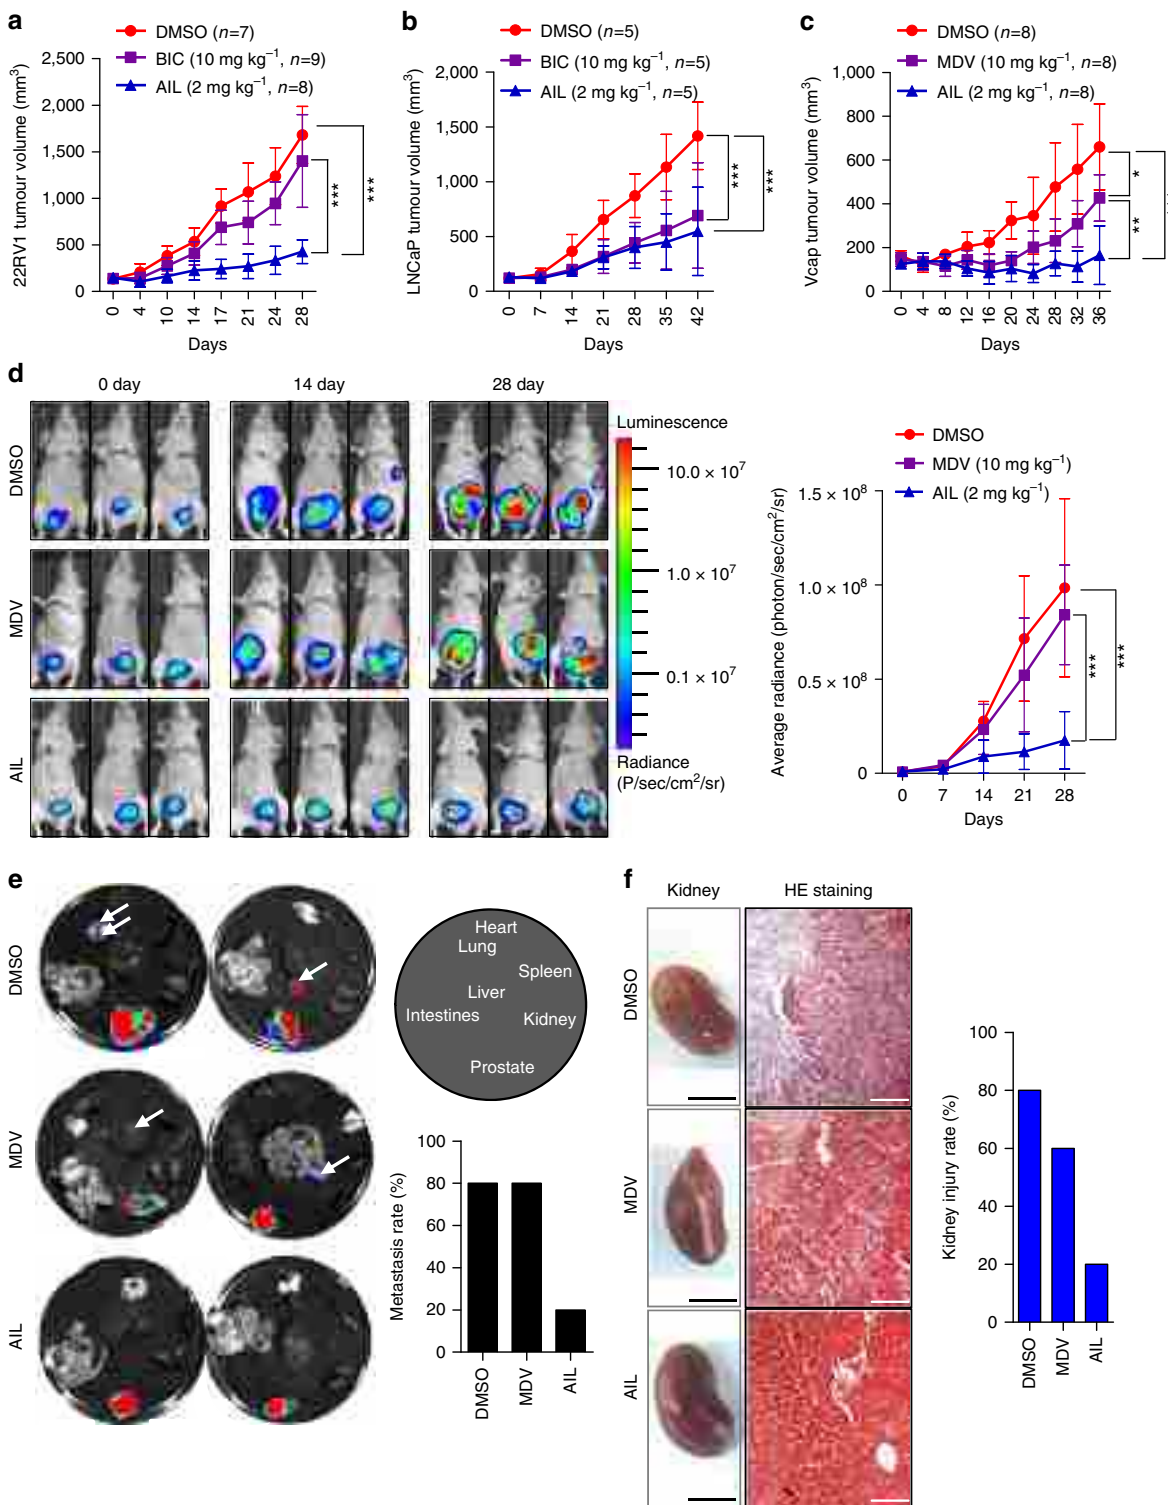 a
DMSO (n=7)
BIC (10 mg kg⁻¹, n=9)
AIL (2 mg kg⁻¹, n=8)
22RV1 tumour volume (mm³)
2,500
2,000
1,500
1,000
500
0
0 4 10 14 17 21 24 28
Days
***
***
b
DMSO (n=5)
BIC (10 mg kg⁻¹, n=5)
AIL (2 mg kg⁻¹, n=5)
LNCaP tumour volume (mm³)
2,000
1,500
1,000
500
0
0 7 14 21 28 35 42
Days
***
***
c
DMSO (n=8)
MDV (10 mg kg⁻¹, n=8)
AIL (2 mg kg⁻¹, n=8)
Vcap tumour volume (mm³)
1,000
800
600
400
200
0
0 4 8 12 16 20 24 28 32 36
Days
*
**
d
0 day 14 day 28 day
DMSO
MDV
AIL
Luminescence
10.0 × 10⁷
1.0 × 10⁷
0.1 × 10⁷
Radiance
(P/sec/cm²/sr)
DMSO
MDV (10 mg kg⁻¹)
AIL (2 mg kg⁻¹)
Average radiance (photon/sec/cm²/sr)
1.5 × 10⁸
1.0 × 10⁸
0.5 × 10⁸
0
0 7 14 21 28
Days
***
***
e
DMSO
MDV
AIL
Heart
Lung
Spleen
Liver
Intestines
Kidney
Prostate
Metastasis rate (%)
100
80
60
40
20
0
DMSO MDV AIL
f
Kidney HE staining
DMSO
MDV
AIL
Kidney injury rate (%)
100
80
60
40
20
0
DMSO MDV AIL